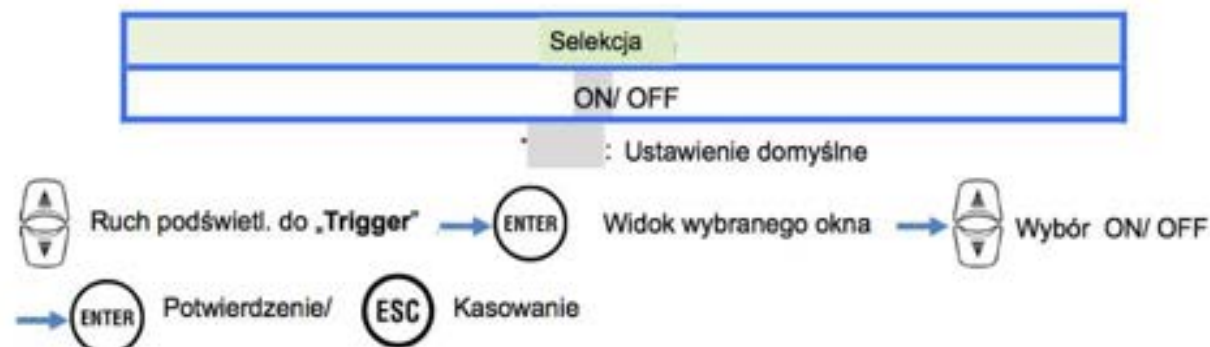 Selekcja
ON/ OFF
* : Ustawienie domyślne
Ruch podświetl. do „Trigger" ENTER Widok wybranego okna Wybór ON/ OFF
ENTER Potwierdzenie/ ESC Kasowanie